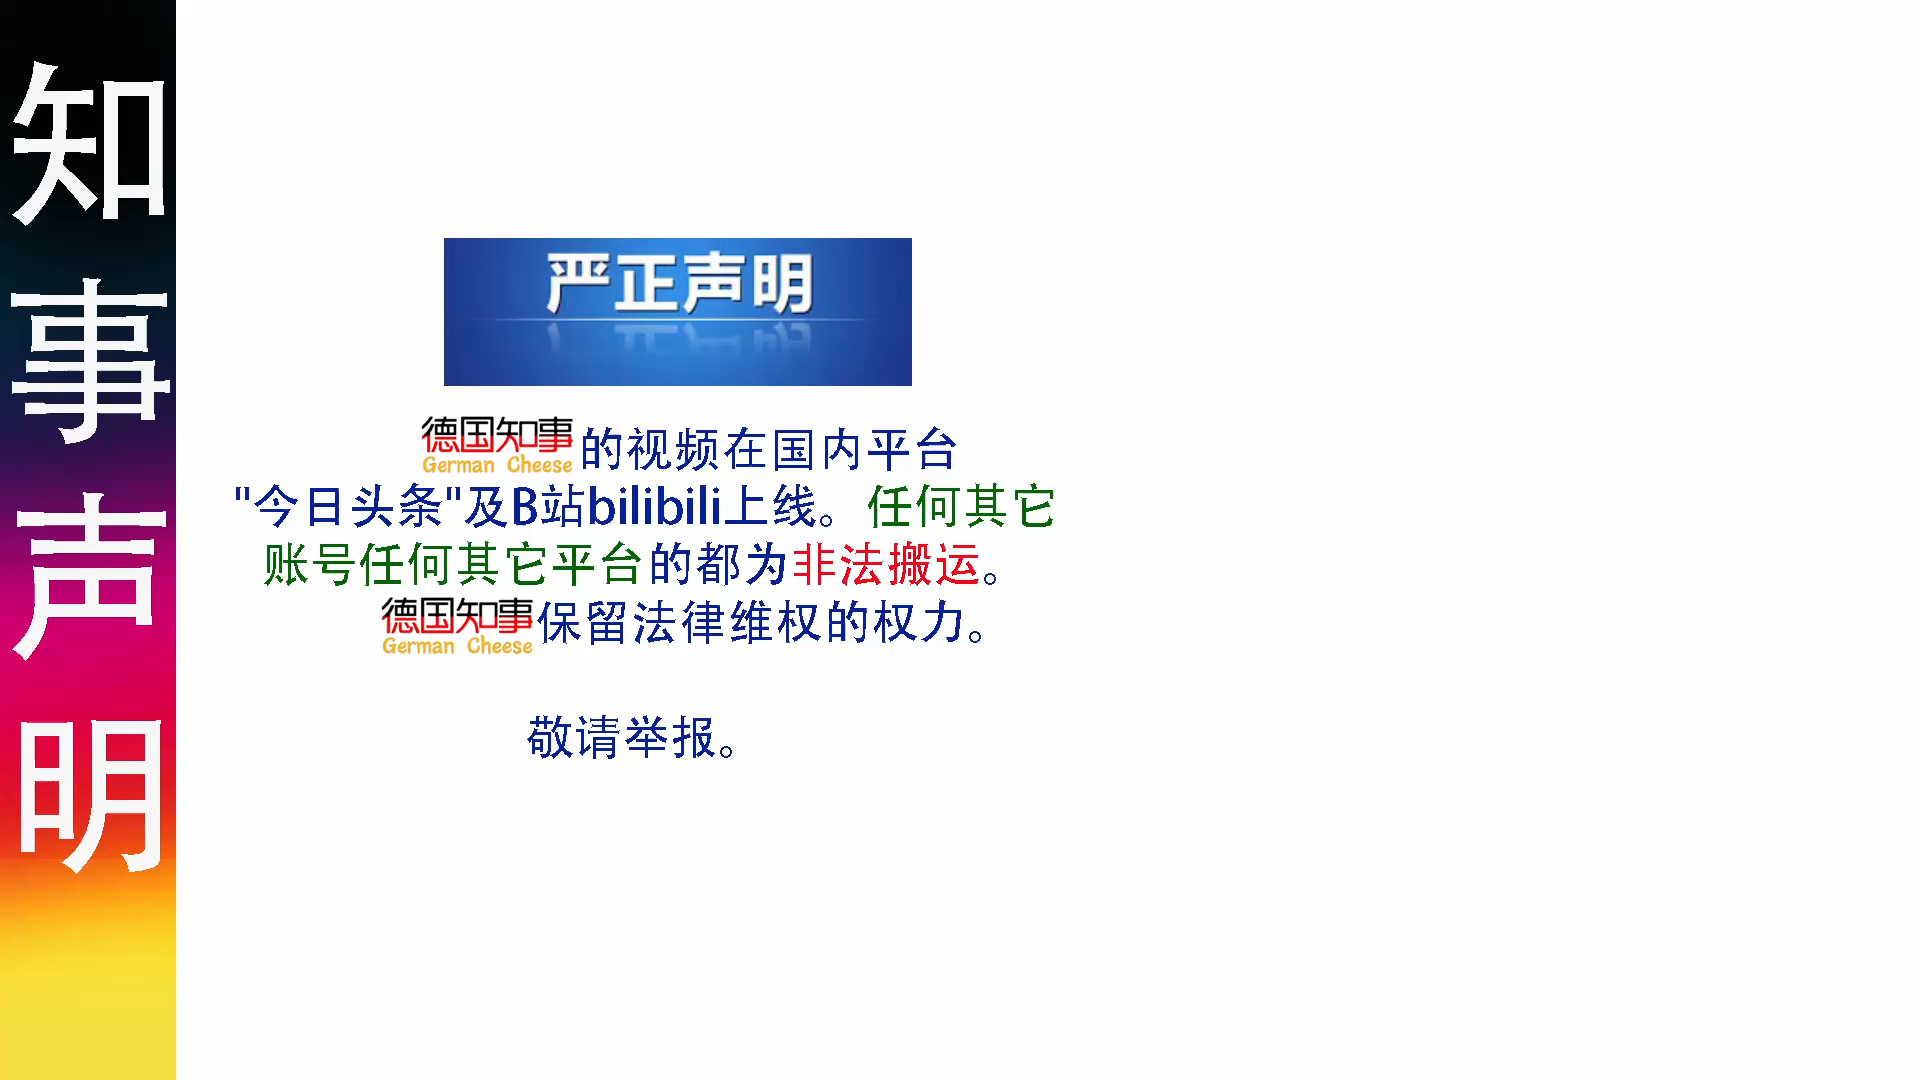 知事声明
严正声明
德国知事的视频在国内平台
German Cheese
"今日头条"及B站bilibili上线。任何其它
账号任何其它平台的都为非法搬运。
德国知事保留法律维权的权力。
German Cheese
敬请举报。